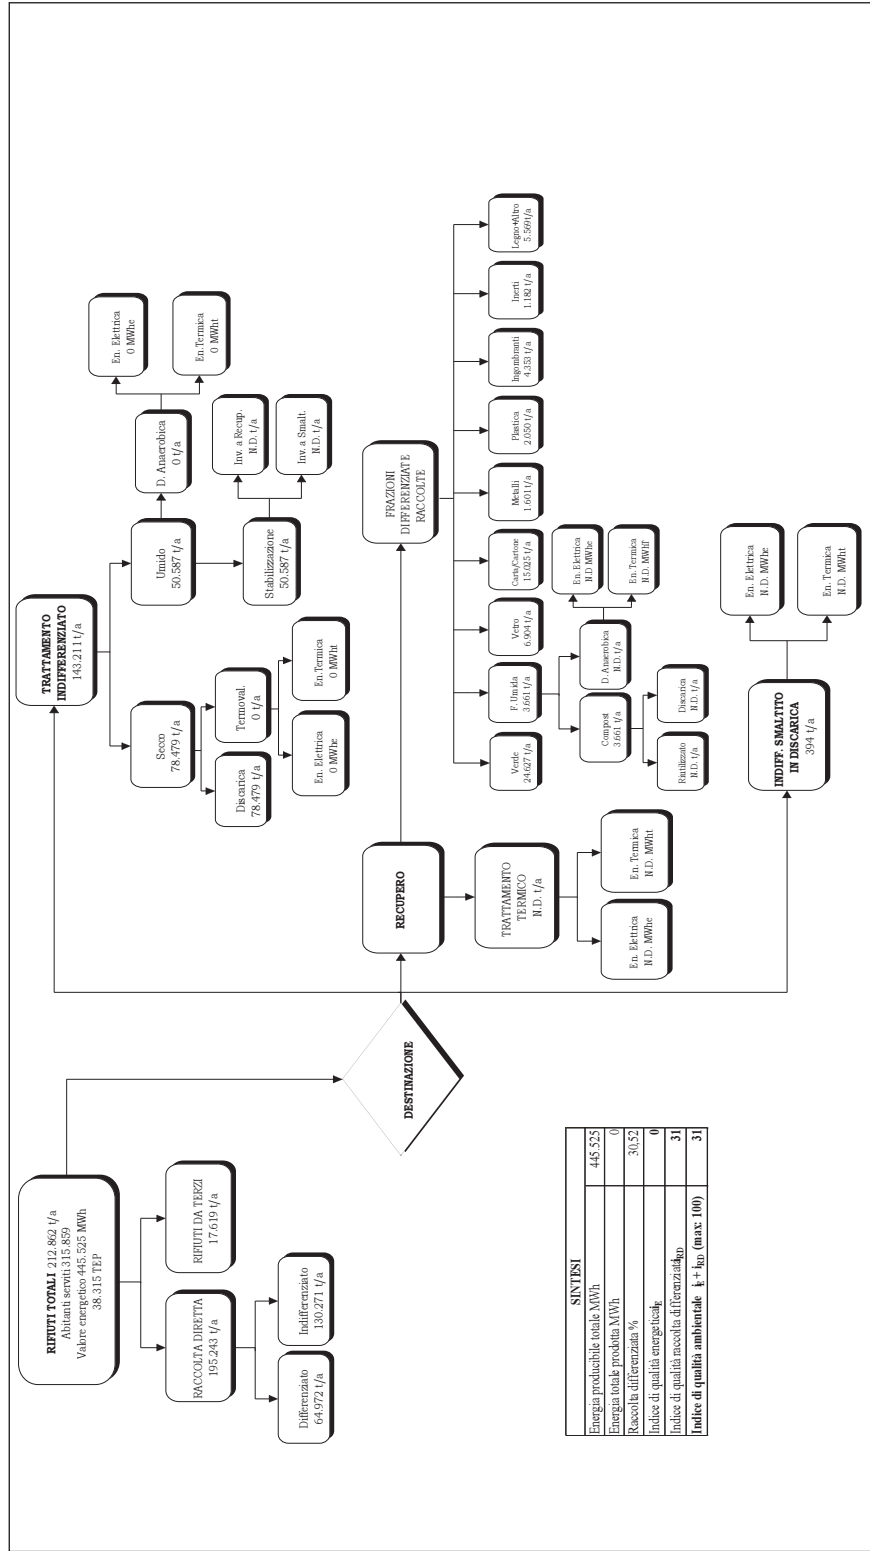 RIFIUTI TOTALI 212.862 t/a
Abitanti serviti 315.859
Valore energetico 445.525 MWh
38.315 TEP
RACCOLTA DIRETTA
195.243 t/a
RIFIUTI DA TERZI
17.619 t/a
Differenziato
64.972 t/a
Indifferenziato
130.271 t/a
DESTINAZIONE
TRATTAMENTO
INDIFFERENZIATO
143.211 t/a
Secco
78.479 t/a
Umido
50.587 t/a
Discarica
78.479 t/a
Termoval.
0 t/a
En. Elettrica
0 MWhe
En. Termica
0 MWht
D. Anaerobica
0 t/a
En. Elettrica
0 MWhe
En. Termica
0 MWht
Stabilizzazione
50.587 t/a
Inv. a Recup.
N.D. t/a
Inv. a Smalt.
N.D. t/a
RECUPERO
TRATTAMENTO
TERMICO
N.D. t/a
En. Elettrica
N.D. MWhe
En. Termica
N.D. MWht
FRAZIONI
DIFFERENZIATE
RACCOLTE
Verde
24.627 t/a
F. Umida
3.661 t/a
Vetro
6.904 t/a
Carta/Cartone
15.025 t/a
Metalli
1.601 t/a
Plastica
2.050 t/a
Ingombranti
4.353 t/a
Inerti
1.182 t/a
Legno+Altro
5.569 t/a
Compost
3.661 t/a
D. Anaerobica
N.D. t/a
En. Elettrica
N.D MWhe
En. Termica
N.D. MWhT
Riutilizzato
N.D. t/a
Discarica
N.D. t/a
INDIFF. SMALTITO
IN DISCARICA
394 t/a
En. Elettrica
N.D. MWhe
En. Termica
N.D. MWht
SINTESI
Energia producibile totale MWh 445.525
Energia totale prodotta MWh 0
Raccolta differenziata % 30,52
Indice di qualità energetica iE 0
Indice di qualità raccolta differenziata iRD 31
Indice di qualità ambientale iE + iRD (max: 100) 31